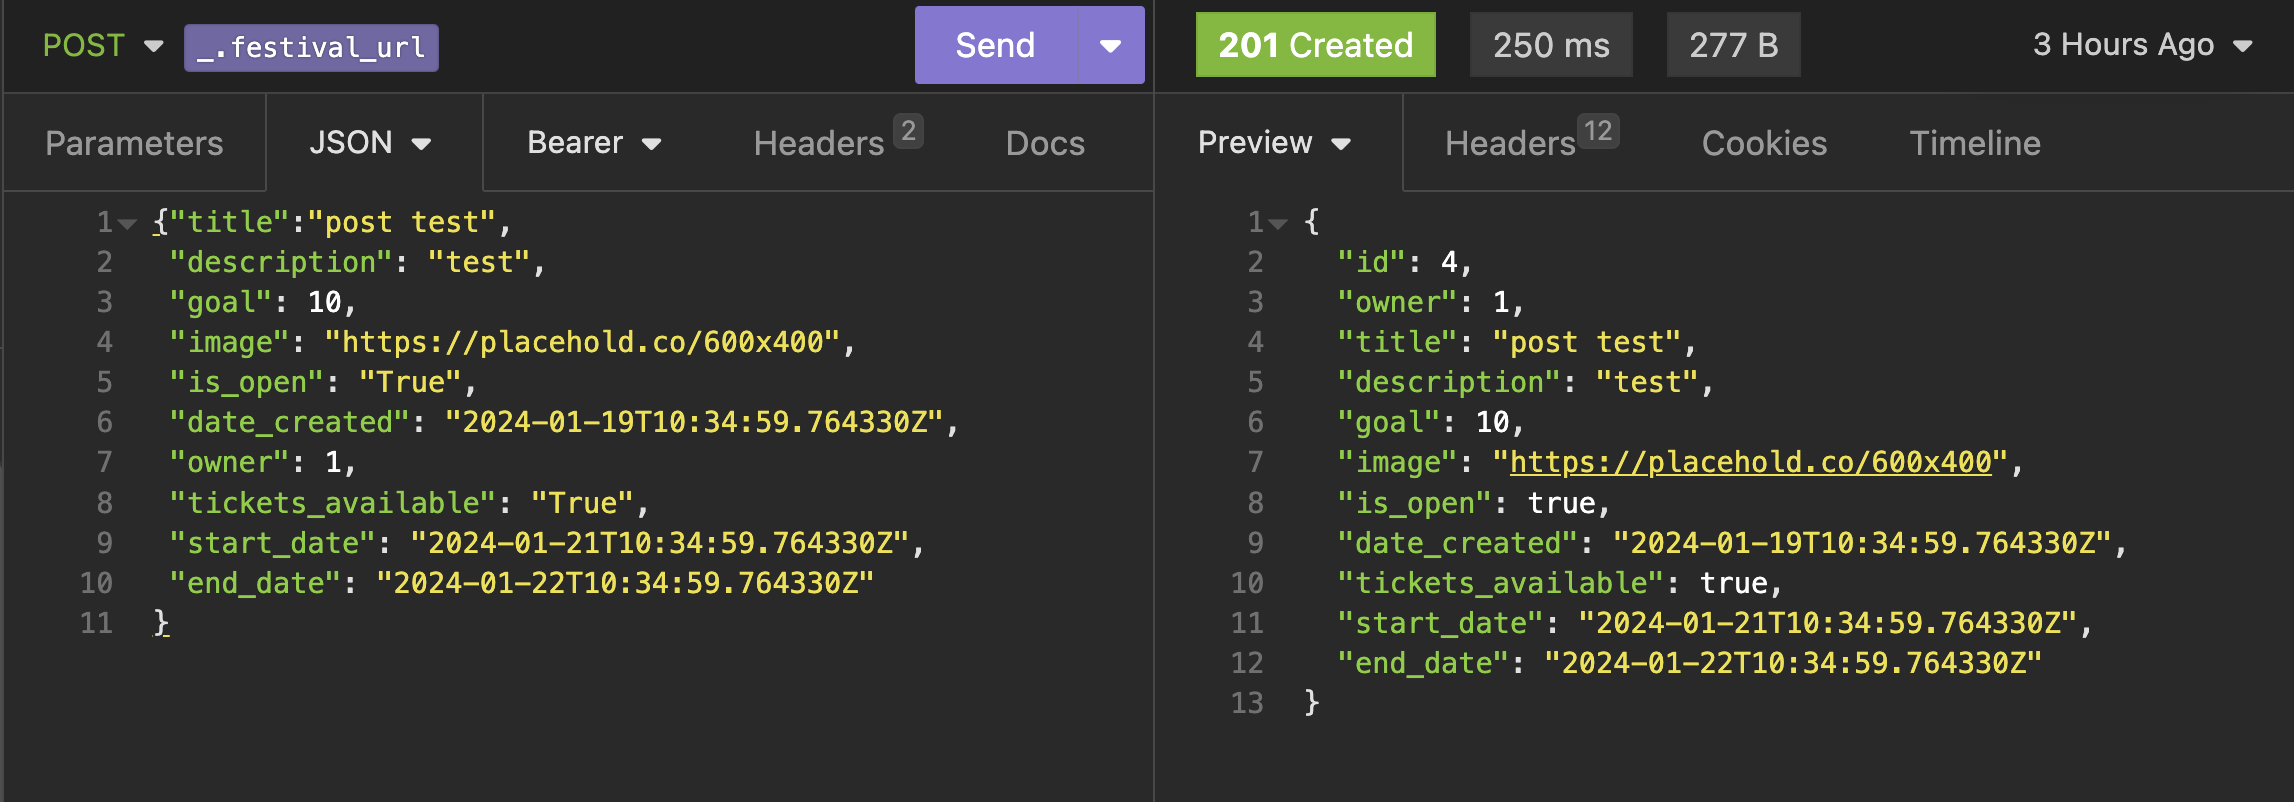 POST _.festival_url Send
Parameters JSON Bearer Headers 2 Docs
1 {"title":"post test",
2 "description": "test",
3 "goal": 10,
4 "image": "https://placehold.co/600x400",
5 "is_open": "True",
6 "date_created": "2024-01-19T10:34:59.764330Z",
7 "owner": 1,
8 "tickets_available": "True",
9 "start_date": "2024-01-21T10:34:59.764330Z",
10 "end_date": "2024-01-22T10:34:59.764330Z"
11 }
201 Created 250 ms 277 B 3 Hours Ago
Preview Headers 12 Cookies Timeline
1 {
2 "id": 4,
3 "owner": 1,
4 "title": "post test",
5 "description": "test",
6 "goal": 10,
7 "image": "https://placehold.co/600x400",
8 "is_open": true,
9 "date_created": "2024-01-19T10:34:59.764330Z",
10 "tickets_available": true,
11 "start_date": "2024-01-21T10:34:59.764330Z",
12 "end_date": "2024-01-22T10:34:59.764330Z"
13 }